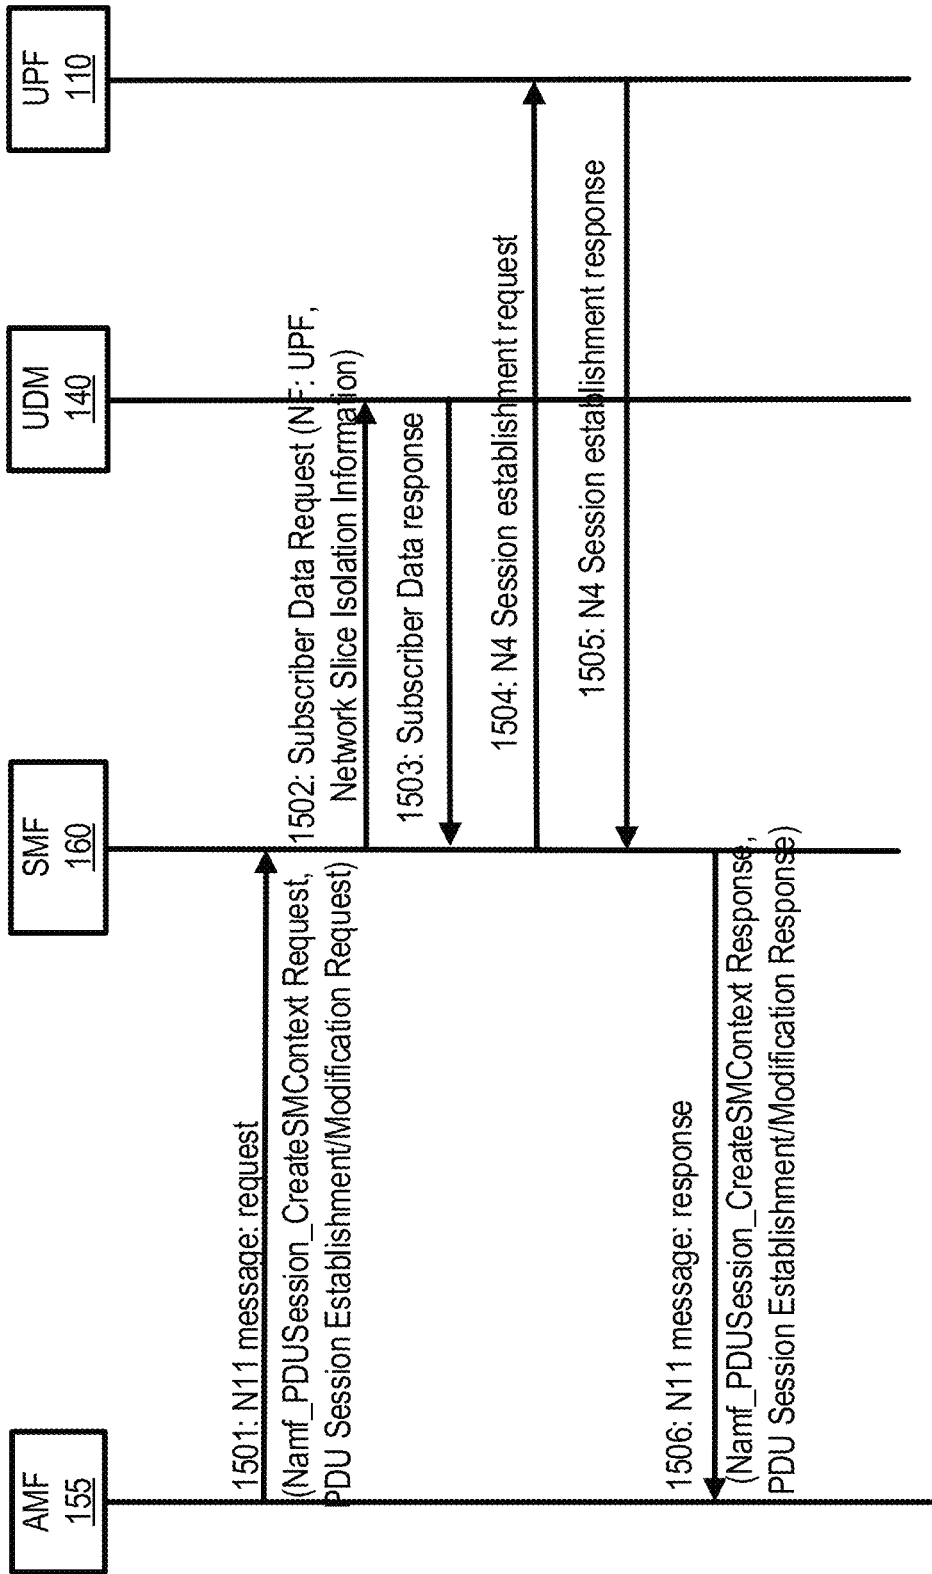 AMF
155
SMF
160
UDM
140
UPF
110
1501: N11 message: request
(Namf_PDUSession_CreateSMContext Request,
PDU Session Establishment/Modification Request)
1502: Subscriber Data Request (NF: UPF,
Network Slice Isolation Information)
1503: Subscriber Data response
1504: N4 Session establishment request
1505: N4 Session establishment response
1506: N11 message: response
(Namf_PDUSession_CreateSMContext Response,
PDU Session Establishment/Modification Response)